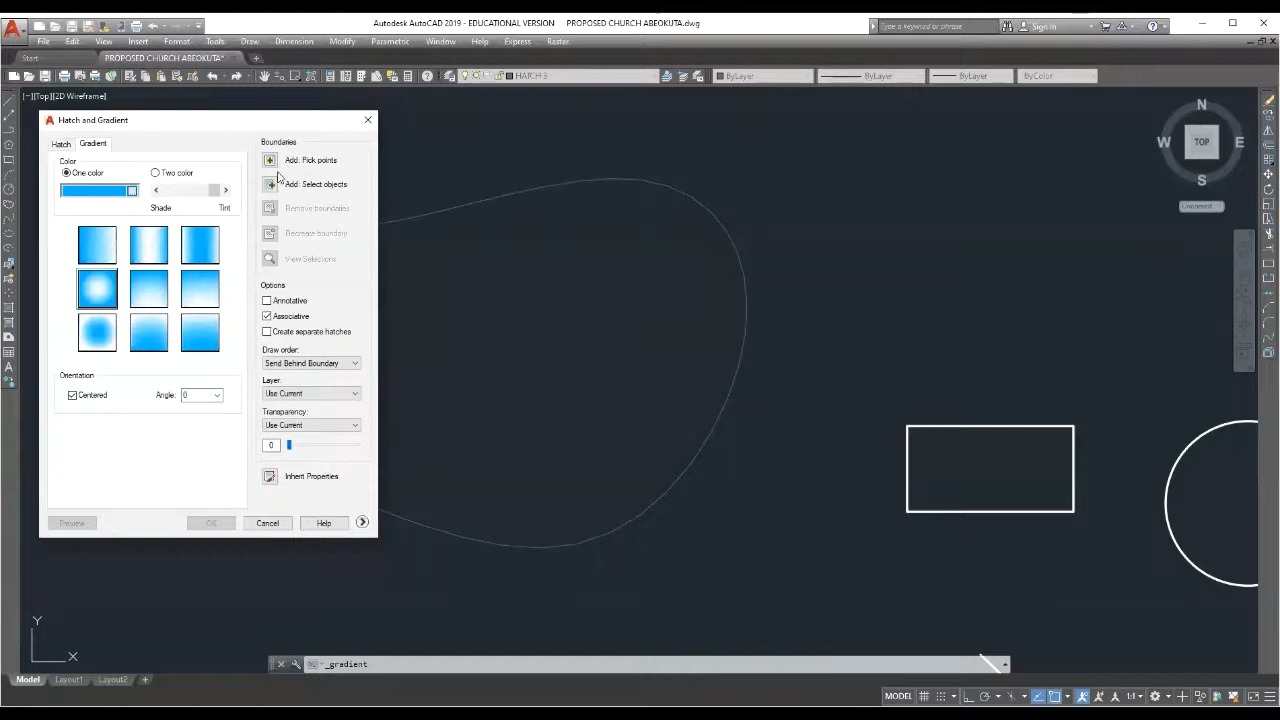 Autodesk AutoCAD 2019 - EDUCATIONAL VERSION PROPOSED CHURCH ABEOKUTA.dwg
Type a keyword or phrase
Sign In
File Edit View Insert Format Tools Draw Dimension Modify Parametric Window Help Express Raster
Start
PROPOSED CHURCH ABEOKUTA*
HATCH 3
ByLayer
ByLayer
ByLayer
ByColor
[−][Top][2D Wireframe]
Hatch and Gradient
Hatch
Gradient
Color
One color
Two color
Shade
Tint
Orientation
Centered
Angle:
0
Boundaries
Add: Pick points
Add: Select objects
Remove boundaries
Recreate boundary
View Selections
Options
Annotative
Associative
Create separate hatches
Draw order:
Send Behind Boundary
Layer:
Use Current
Transparency:
Use Current
0
Inherit Properties
Preview
OK
Cancel
Help
N
W
TOP
E
S
Unnamed
Y
X
_gradient
Model
Layout1
Layout2
MODEL
1:1